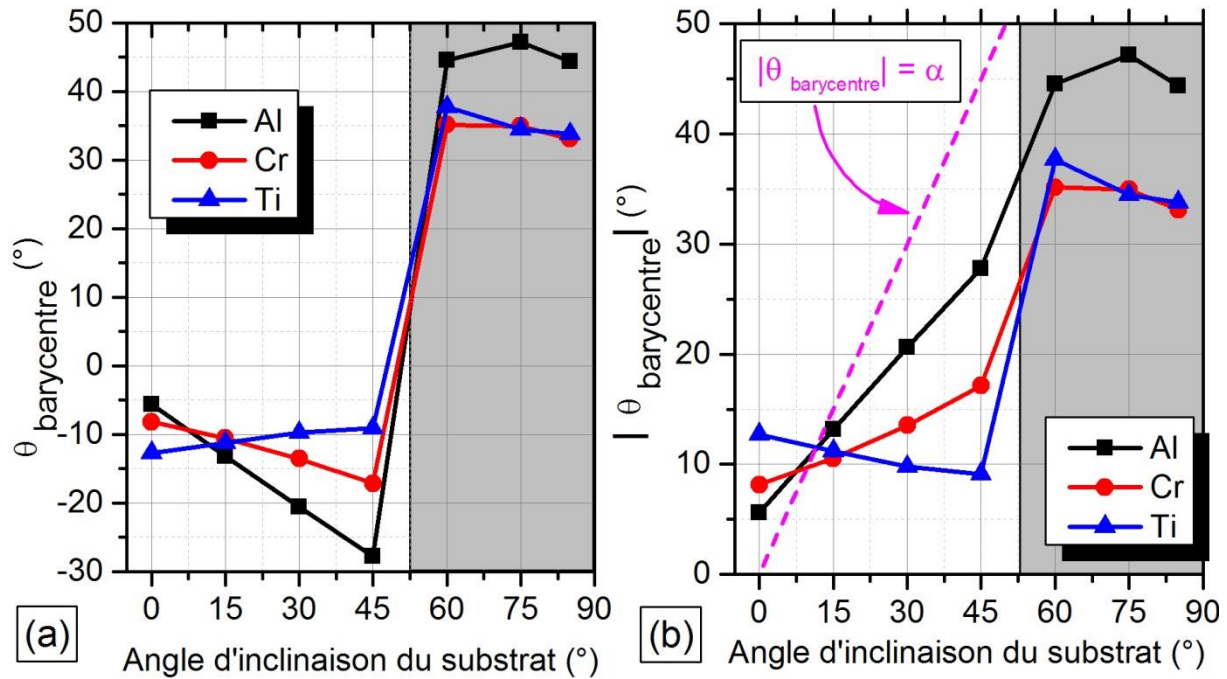 50
40
30
20
10
0
-10
-20
-30
θ barycentre (°)
Al
Cr
Ti
0 15 30 45 60 75 90
(a)
Angle d'inclinaison du substrat (°)
50
40
30
20
10
0
| θ barycentre | (°)
|θ barycentre| = α
Al
Cr
Ti
0 15 30 45 60 75 90
(b)
Angle d'inclinaison du substrat (°)